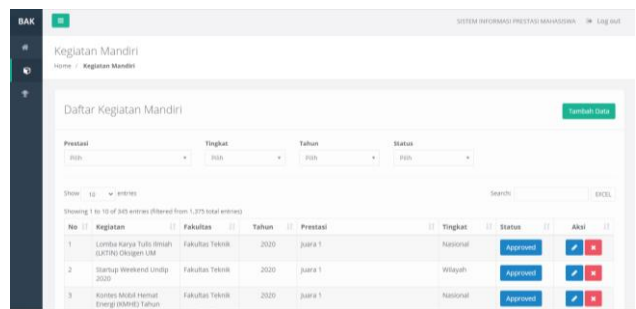 BAK
SISTEM INFORMASI PRESTASI MAHASISWA Log out
Kegiatan Mandiri
Home / Kegiatan Mandiri
Daftar Kegiatan Mandiri
Tambah Data
Prestasi Tingkat Tahun Status
Pilih Pilih Pilih Pilih
Show 10 entries Search: EXCEL
Showing 1 to 10 of 345 entries (filtered from 1,375 total entries)
No Kegiatan Fakultas Tahun Prestasi Tingkat Status Aksi
1 Lomba Karya Tulis Ilmiah Fakultas Teknik 2020 Juara 1 Nasional Approved
(LKTIN) Oksigen UM
2 Startup Weekend Undip Fakultas Teknik 2020 Juara 1 Wilayah Approved
2020
3 Kontes Mobil Hemat Fakultas Teknik 2020 Juara 1 Nasional Approved
Energi (KMHE) Tahun